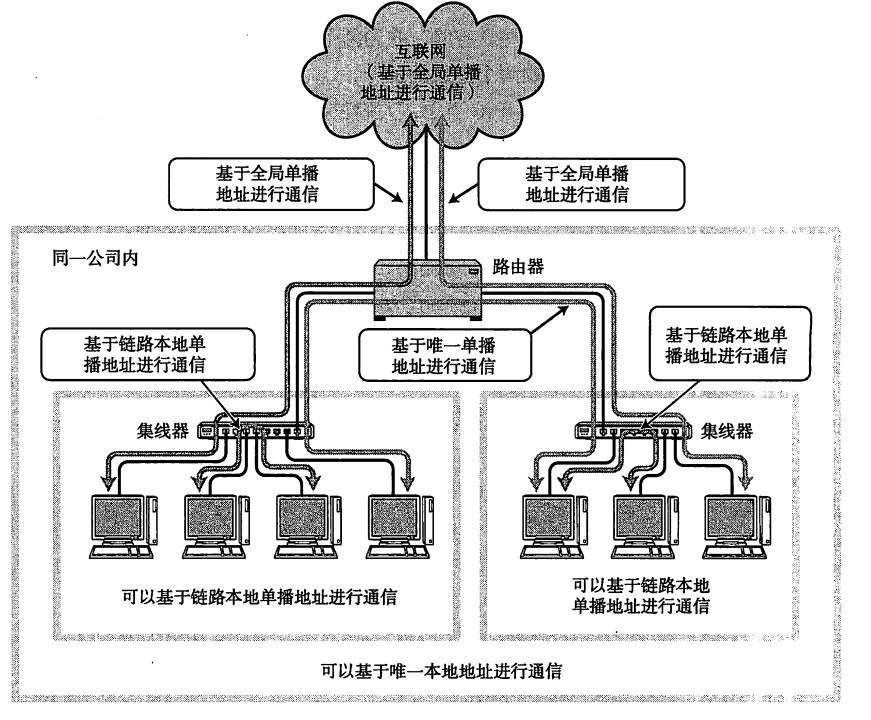 互联网
(基于全局单播
地址进行通信)
基于全局单播
地址进行通信
基于全局单播
地址进行通信
同一公司内
路由器
基于链路本地单
播地址进行通信
基于唯一单播
地址进行通信
基于链路本地单
播地址进行通信
集线器
集线器
可以基于链路本地单播地址进行通信
可以基于链路本地
单播地址进行通信
可以基于唯一本地地址进行通信